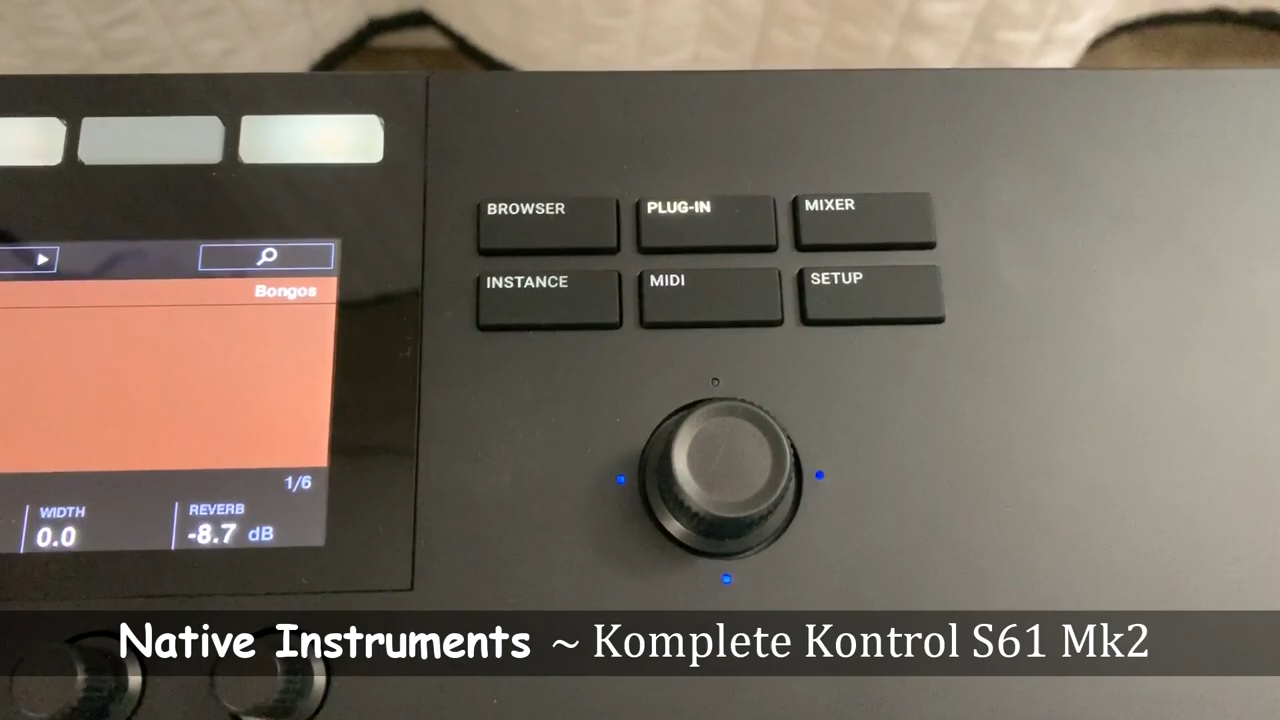 BROWSER
PLUG-IN
MIXER
INSTANCE
MIDI
SETUP
Bongos
1/6
WIDTH
REVERB
0.0
-8.7 dB
Native Instruments ~ Komplete Kontrol S61 Mk2